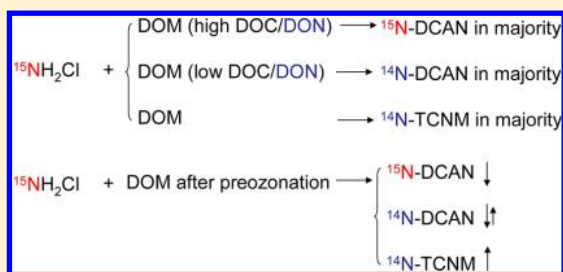 DOM (high DOC/DON) → ¹⁵N-DCAN in majority
¹⁵NH₂Cl + DOM (low DOC/DON) → ¹⁴N-DCAN in majority
DOM → ¹⁴N-TCNM in majority
¹⁵N-DCAN ↓
¹⁵NH₂Cl + DOM after preozonation → ¹⁴N-DCAN ↓↑
¹⁴N-TCNM ↑